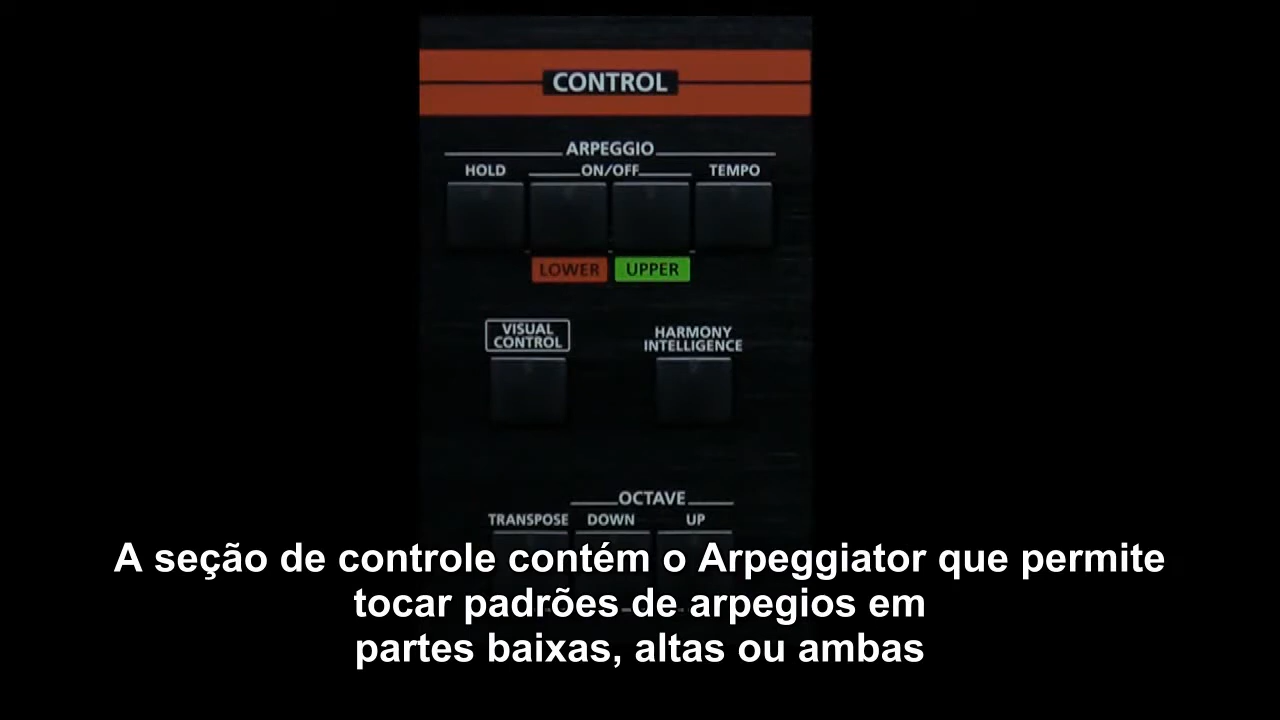 CONTROL
ARPEGGIO
HOLD ON/OFF TEMPO
LOWER UPPER
VISUAL
CONTROL
HARMONY
INTELLIGENCE
OCTAVE
TRANSPOSE DOWN UP
A seção de controle contém o Arpeggiator que permite
tocar padrões de arpegios em
partes baixas, altas ou ambas